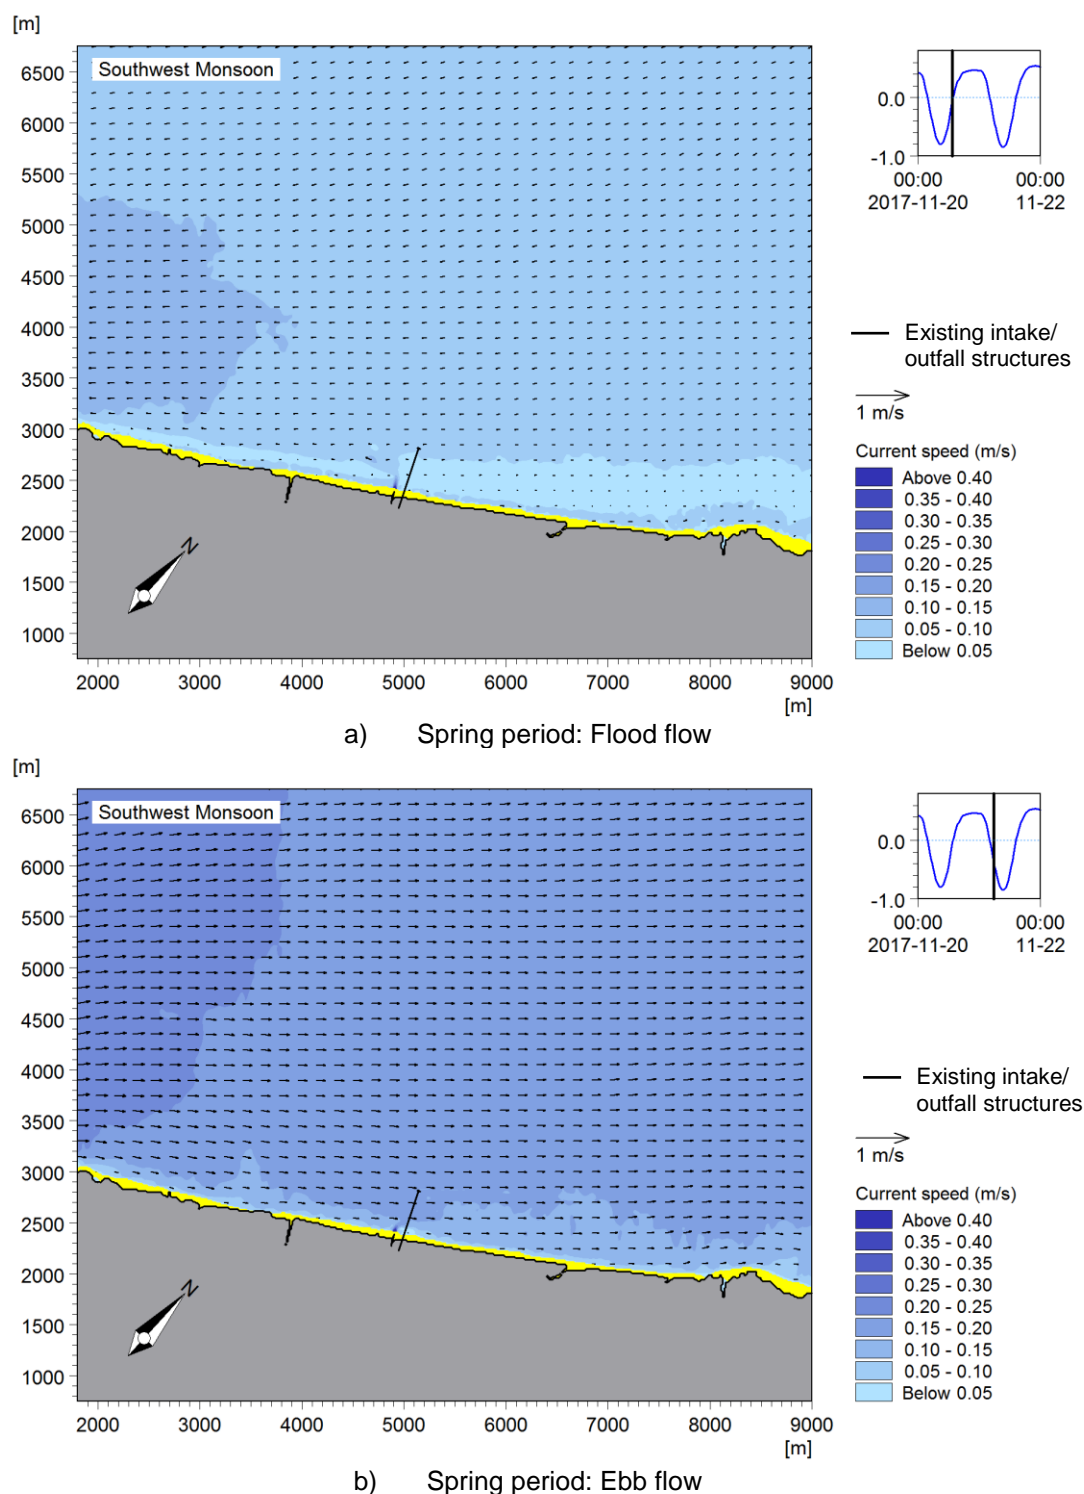 [m]
Southwest Monsoon
6500
6000
5500
5000
4500
4000
3500
3000
2500
2000
1500
1000
N
2000 3000 4000 5000 6000 7000 8000 9000
[m]
0.0
-1.0
00:00 00:00
2017-11-20 11-22
Existing intake/
outfall structures
1 m/s
Current speed (m/s)
Above 0.40
0.35 - 0.40
0.30 - 0.35
0.25 - 0.30
0.20 - 0.25
0.15 - 0.20
0.10 - 0.15
0.05 - 0.10
Below 0.05
a) Spring period: Flood flow
[m]
Southwest Monsoon
6500
6000
5500
5000
4500
4000
3500
3000
2500
2000
1500
1000
N
2000 3000 4000 5000 6000 7000 8000 9000
[m]
0.0
-1.0
00:00 00:00
2017-11-20 11-22
Existing intake/
outfall structures
1 m/s
Current speed (m/s)
Above 0.40
0.35 - 0.40
0.30 - 0.35
0.25 - 0.30
0.20 - 0.25
0.15 - 0.20
0.10 - 0.15
0.05 - 0.10
Below 0.05
b) Spring period: Ebb flow